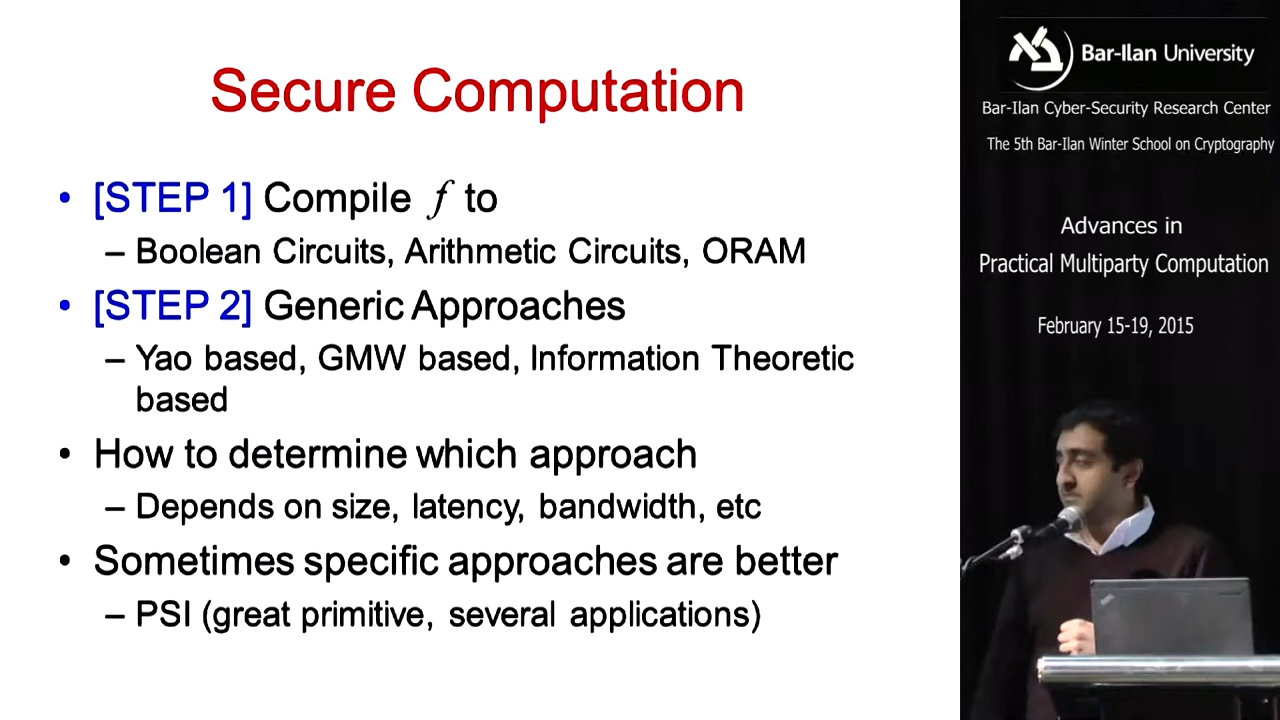 Secure Computation
• [STEP 1] Compile f to
– Boolean Circuits, Arithmetic Circuits, ORAM
• [STEP 2] Generic Approaches
– Yao based, GMW based, Information Theoretic
based
• How to determine which approach
– Depends on size, latency, bandwidth, etc
• Sometimes specific approaches are better
– PSI (great primitive, several applications)
Bar-Ilan University
Bar-Ilan Cyber-Security Research Center
The 5th Bar-Ilan Winter School on Cryptography
Advances in
Practical Multiparty Computation
February 15-19, 2015